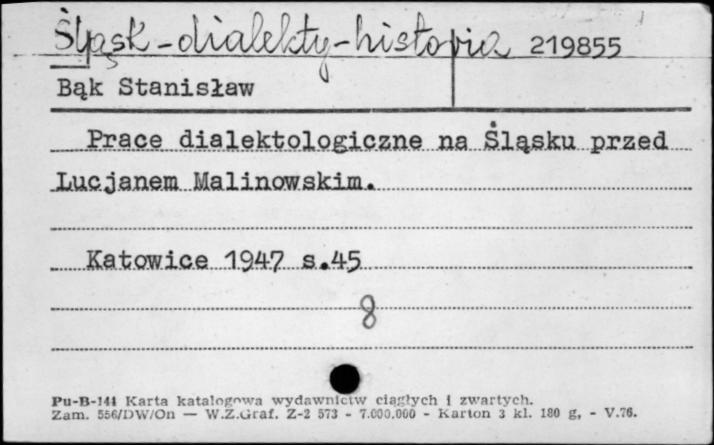 Śląsk-dialekty-historia 219855
Bąk Stanisław
Prace dialektologiczne na Śląsku przed
Lucjanem Malinowskim.
Katowice 1947 s.45
8
Pu-B-144 Karta katalogowa wydawnictw ciągłych i zwartych.
Zam. 556/DW/On — W.Z.Graf. Z-2 573 - 7.000.000 - Karton 3 kl. 180 g, - V.76.